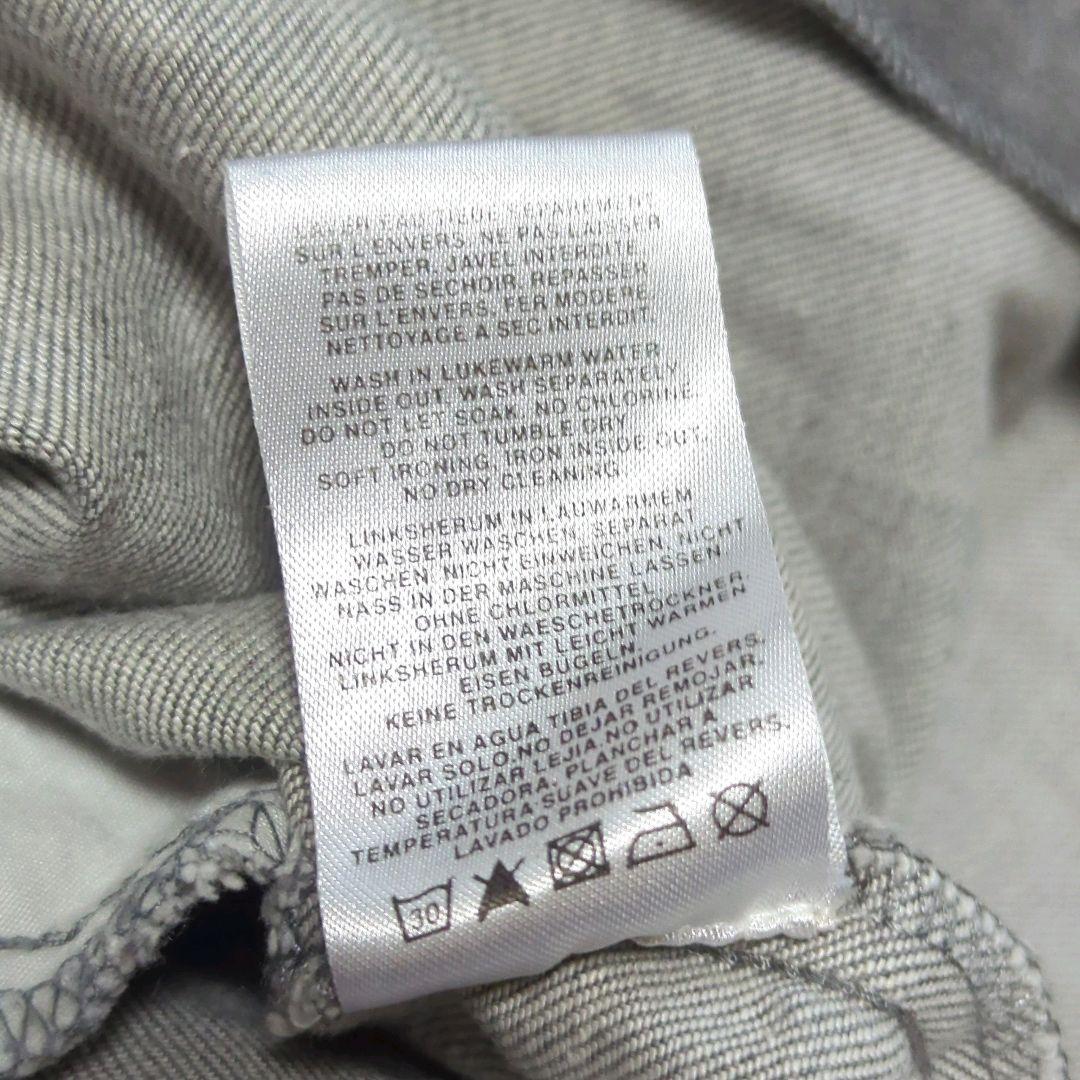 LAVER EAU TIEDE SEPAREMENT
SUR L'ENVERS. NE PAS LAISSER
TREMPER. JAVEL INTERDITE
PAS DE SECHOIR. REPASSER
SUR L'ENVERS. FER MODERE
NETTOYAGE A SEC INTERDIT.
WASH IN LUKEWARM WATER
INSIDE OUT. WASH SEPARATELY
DO NOT LET SOAK. NO CHLORINE.
DO NOT TUMBLE DRY
SOFT IRONING, IRON INSIDE OUT.
NO DRY CLEANING
LINKSHERUM IN LAUWARMEM
WASSER WASCHEN. SEPARAT
WASCHEN. NICHT EINWEICHEN. NICHT
NASS IN DER MASCHINE LASSEN.
OHNE CHLORMITTEL.
NICHT IN DEN WAESCHETROCKNER.
LINKSHERUM MIT LEICHT WARMEN
EISEN BÜGELN.
KEINE TROCKENREINIGUNG.
LAVAR EN AGUA TIBIA DEL REVERS.
LAVAR SOLO.NO DEJAR REMOJAR.
NO UTILIZAR LEJIA.NO UTILIZAR
SECADORA. PLANCHAR A
TEMPERATURA SUAVE DEL REVERS.
LAVADO PROHIBIDA
30